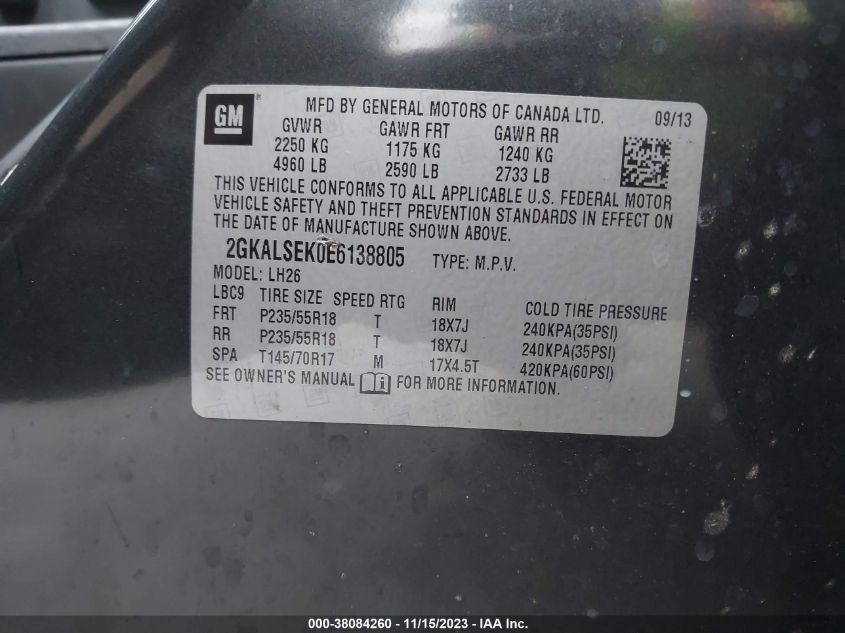 GM MFD BY GENERAL MOTORS OF CANADA LTD. 09/13
GVWR GAWR FRT GAWR RR
2250 KG 1175 KG 1240 KG
4960 LB 2590 LB 2733 LB
THIS VEHICLE CONFORMS TO ALL APPLICABLE U.S. FEDERAL MOTOR
VEHICLE SAFETY AND THEFT PREVENTION STANDARDS IN EFFECT ON
THE DATE OF MANUFACTURE SHOWN ABOVE.
2GKALSEK0E6138805 TYPE: M.P.V.
MODEL: LH26
LBC9 TIRE SIZE SPEED RTG RIM COLD TIRE PRESSURE
FRT P235/55R18 T 18X7J 240KPA(35PSI)
RR P235/55R18 T 18X7J 240KPA(35PSI)
SPA T145/70R17 M 17X4.5T 420KPA(60PSI)
SEE OWNER'S MANUAL FOR MORE INFORMATION.
000-38084260 - 11/15/2023 - IAA Inc.